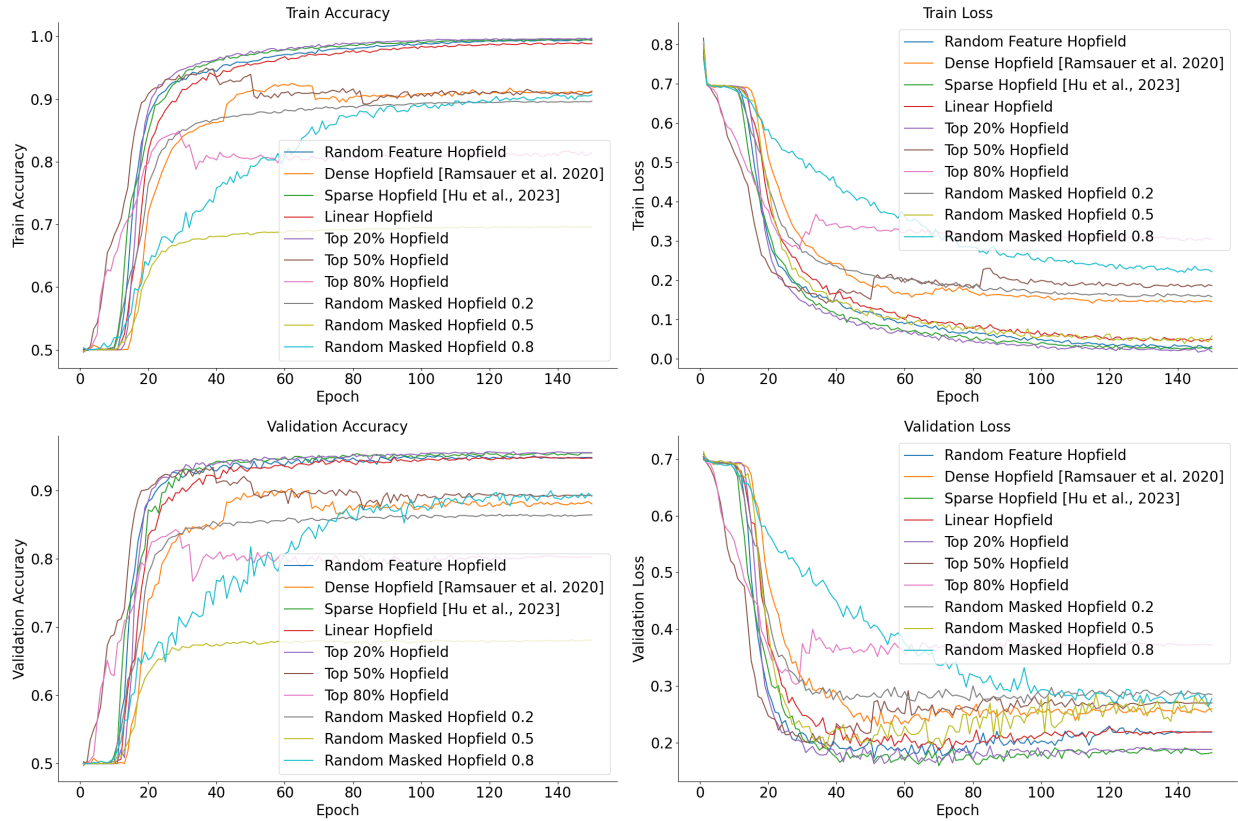 Train Accuracy
Train Accuracy
1.0
0.9
0.8
0.7
0.6
0.5
0
20
40
60
80
100
120
140
Epoch
Random Feature Hopfield
Dense Hopfield [Ramsauer et al. 2020]
Sparse Hopfield [Hu et al., 2023]
Linear Hopfield
Top 20% Hopfield
Top 50% Hopfield
Top 80% Hopfield
Random Masked Hopfield 0.2
Random Masked Hopfield 0.5
Random Masked Hopfield 0.8
Train Loss
Train Loss
0.8
0.7
0.6
0.5
0.4
0.3
0.2
0.1
0.0
0
20
40
60
80
100
120
140
Epoch
Random Feature Hopfield
Dense Hopfield [Ramsauer et al. 2020]
Sparse Hopfield [Hu et al., 2023]
Linear Hopfield
Top 20% Hopfield
Top 50% Hopfield
Top 80% Hopfield
Random Masked Hopfield 0.2
Random Masked Hopfield 0.5
Random Masked Hopfield 0.8
Validation Accuracy
Validation Accuracy
0.9
0.8
0.7
0.6
0.5
0
20
40
60
80
100
120
140
Epoch
Random Feature Hopfield
Dense Hopfield [Ramsauer et al. 2020]
Sparse Hopfield [Hu et al., 2023]
Linear Hopfield
Top 20% Hopfield
Top 50% Hopfield
Top 80% Hopfield
Random Masked Hopfield 0.2
Random Masked Hopfield 0.5
Random Masked Hopfield 0.8
Validation Loss
Validation Loss
0.7
0.6
0.5
0.4
0.3
0.2
0
20
40
60
80
100
120
140
Epoch
Random Feature Hopfield
Dense Hopfield [Ramsauer et al. 2020]
Sparse Hopfield [Hu et al., 2023]
Linear Hopfield
Top 20% Hopfield
Top 50% Hopfield
Top 80% Hopfield
Random Masked Hopfield 0.2
Random Masked Hopfield 0.5
Random Masked Hopfield 0.8